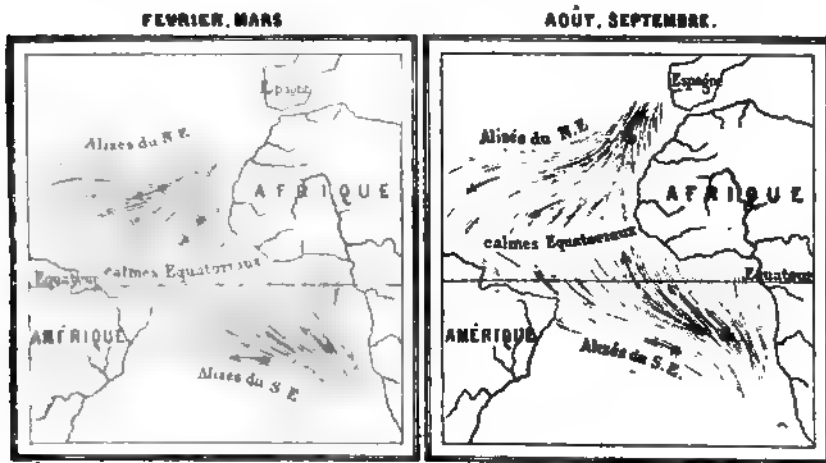 FEVRIER, MARS
Espagne
Alizés du N.E
AFRIQUE
calmes Equatoriaux
Equateur
AMÉRIQUE
Alizés du S E
AOÛT, SEPTEMBRE.
Espagne
Alizés du N.E
AFRIQUE
calmes Equatoriaux
Equateur
AMÉRIQUE
Alizés du S.E.